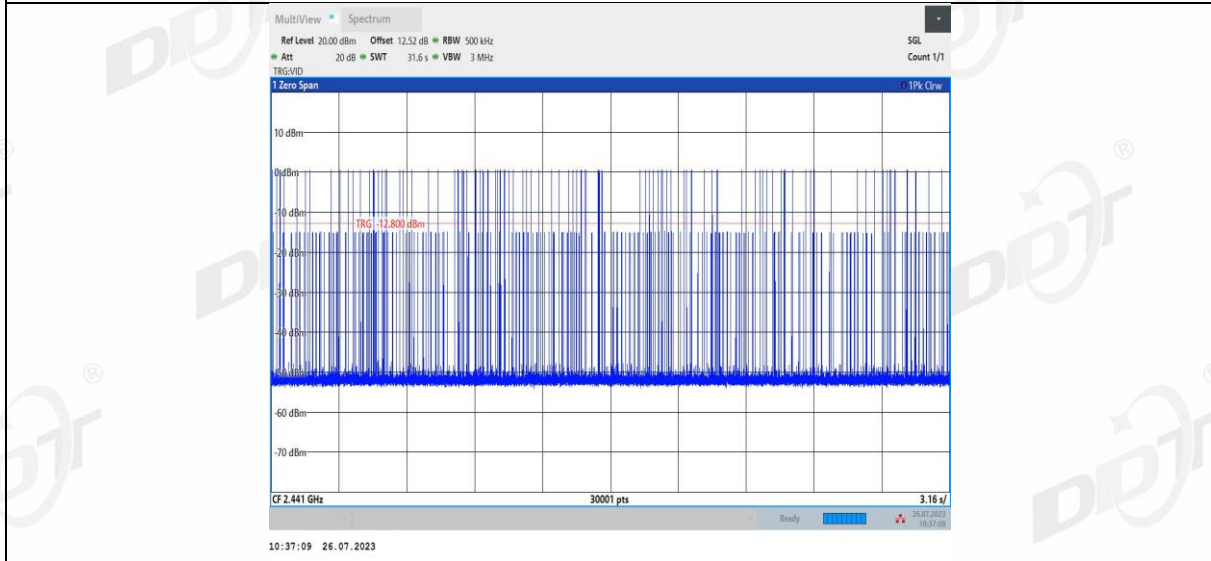 MultiView Spectrum
Ref Level 20.00 dBm Offset 12.52 dB RBW 500 kHz SGL
Att 20 dB SWT 31.6 s VBW 3 MHz Count 1/1
TRG:VID
1 Zero Span 1Pk Clrw
10 dBm
0 dBm
-10 dBm
TRG -12.800 dBm
-20 dBm
-30 dBm
-40 dBm
-60 dBm
-70 dBm
CF 2.441 GHz 30001 pts 3.16 s/
Ready 26.07.2023
10:37:08
10:37:09 26.07.2023